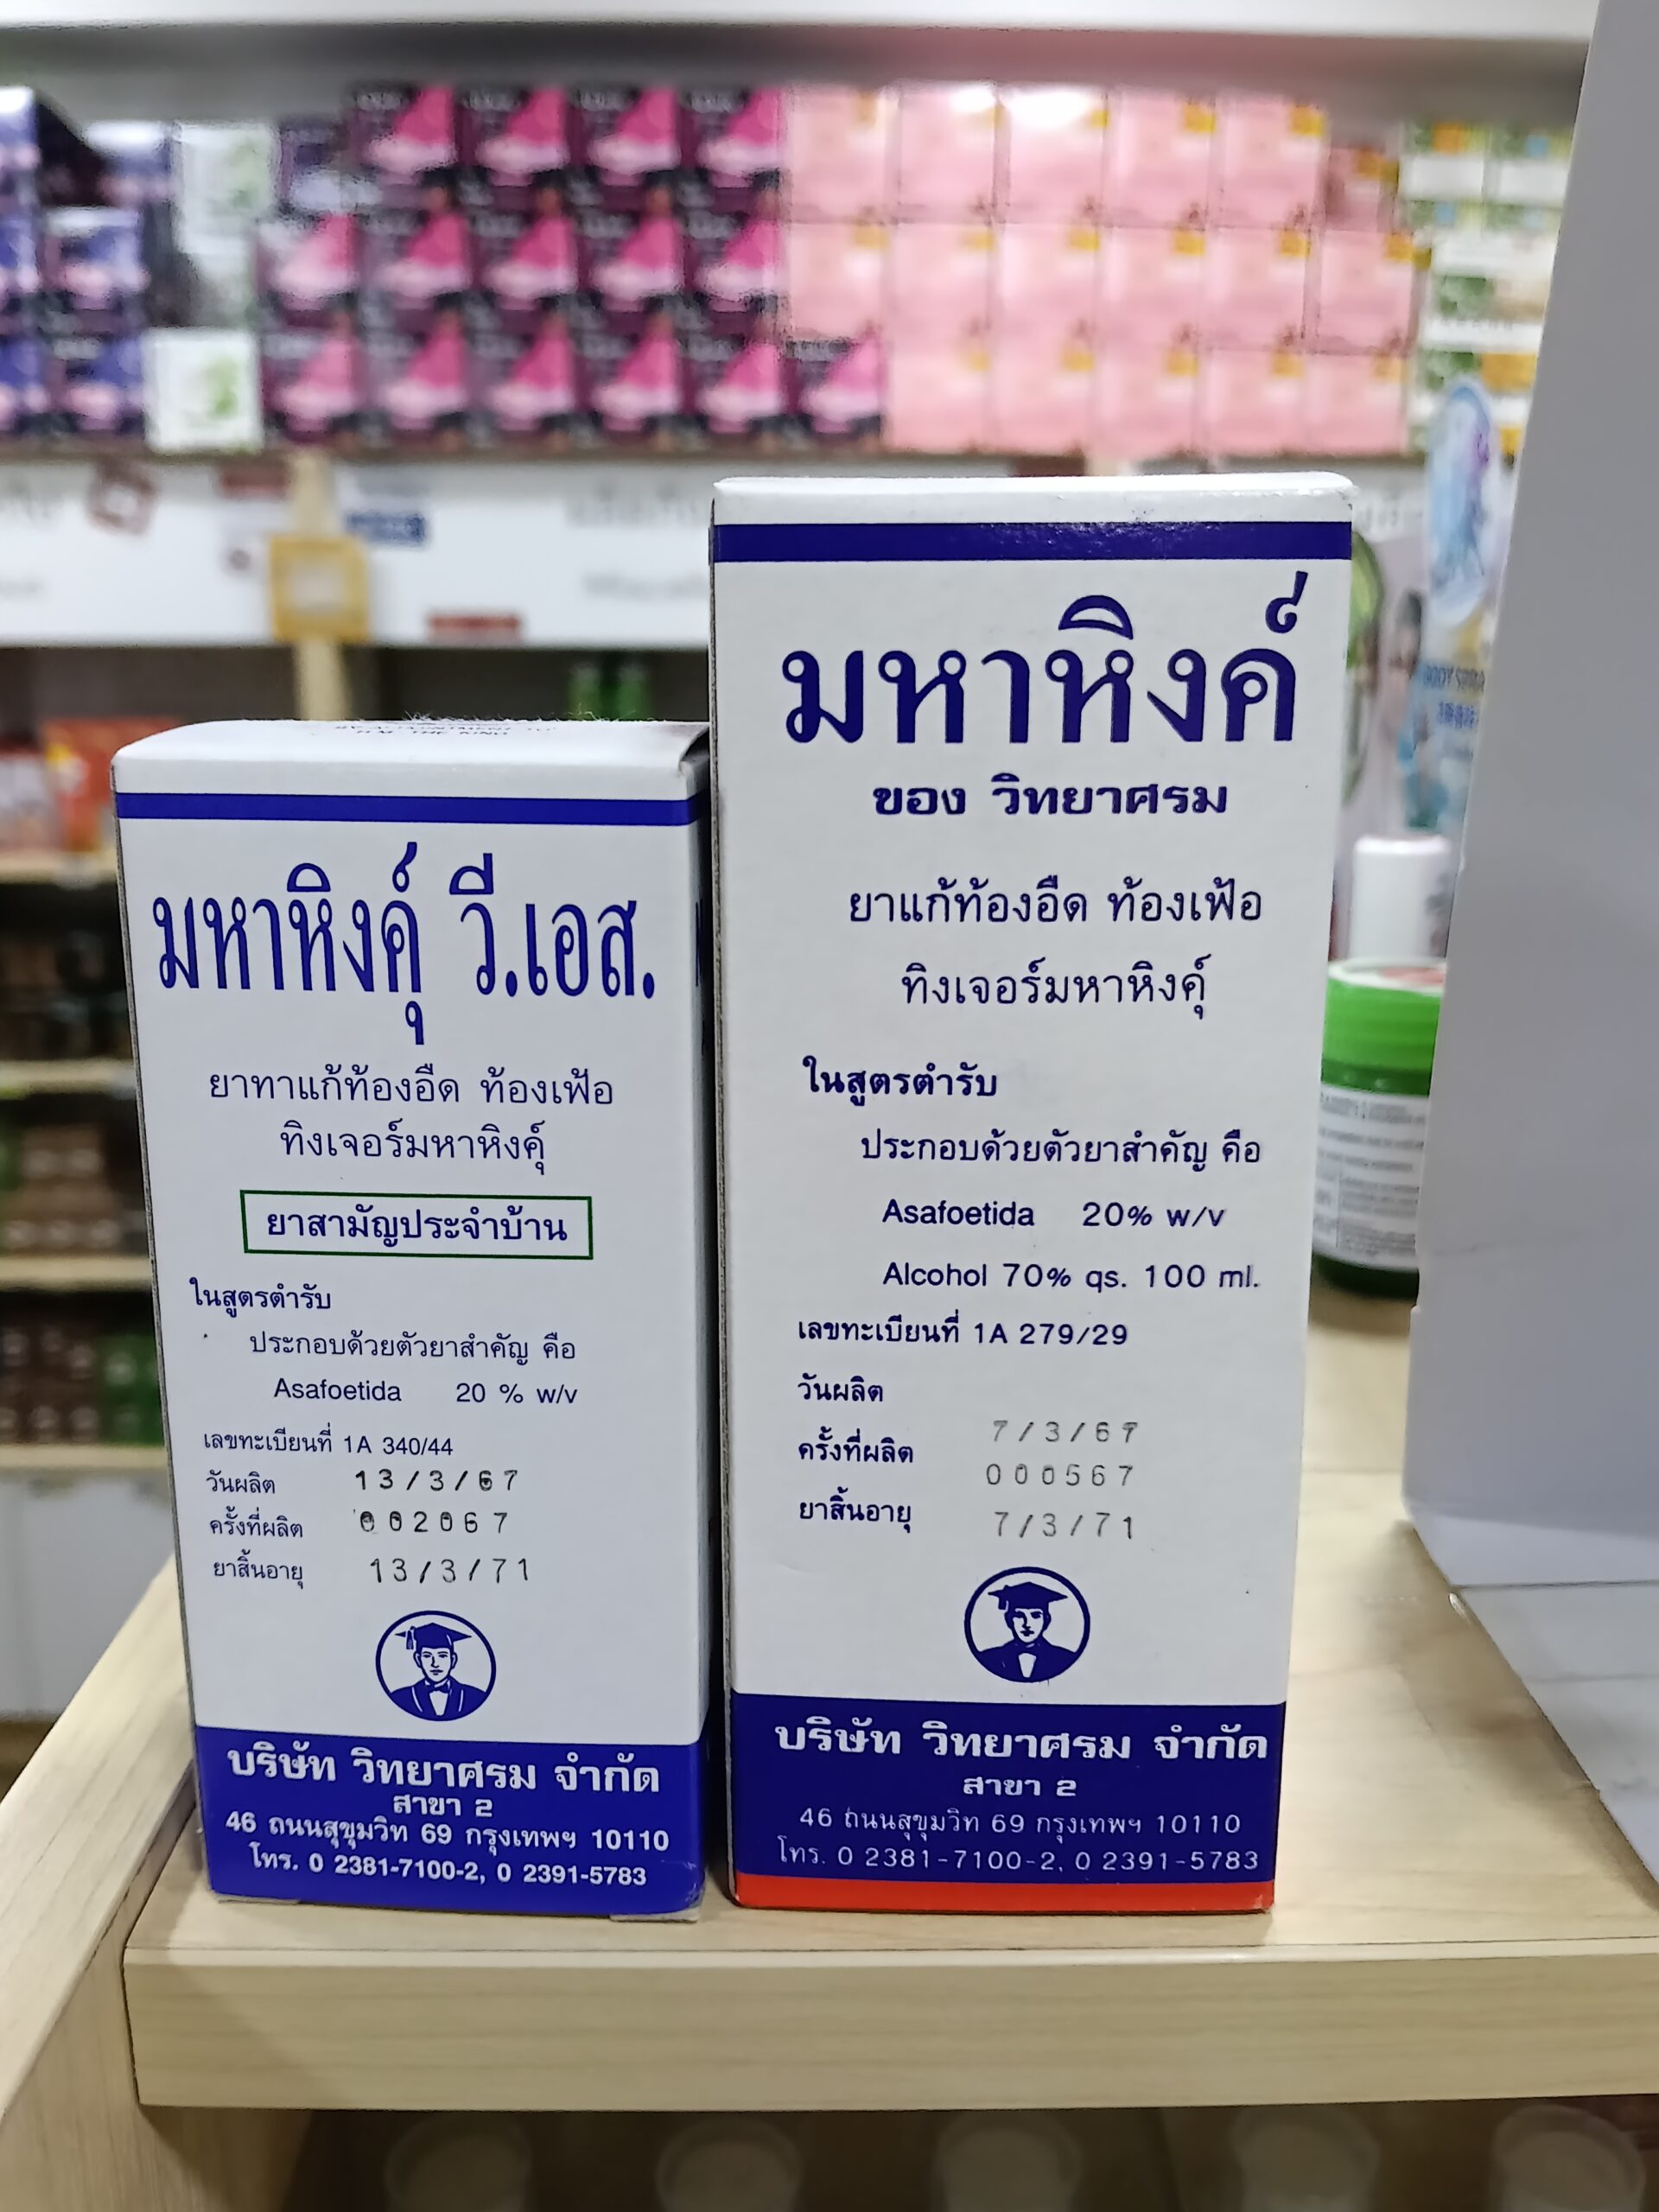 H.M. THE KING
มหาหิงคุ์ วี.เอส.
ยาทาแก้ท้องอืด ท้องเฟ้อ
ทิงเจอร์มหาหิงคุ์
ยาสามัญประจำบ้าน
ในสูตรตำรับ
ประกอบด้วยตัวยาสำคัญ คือ
Asafoetida 20 % w/v
เลขทะเบียนที่ 1A 340/44
วันผลิต 13/3/67
ครั้งที่ผลิต 002067
ยาสิ้นอายุ 13/3/71
บริษัท วิทยาศรม จำกัด
สาขา 2
46 ถนนสุขุมวิท 69 กรุงเทพฯ 10110
โทร. 0 2381-7100-2, 0 2391-5783
มหาหิงค์
ของ วิทยาศรม
ยาแก้ท้องอืด ท้องเฟ้อ
ทิงเจอร์มหาหิงคุ์
ในสูตรตำรับ
ประกอบด้วยตัวยาสำคัญ คือ
Asafoetida 20% w/v
Alcohol 70% qs. 100 ml.
เลขทะเบียนที่ 1A 279/29
วันผลิต 7/3/67
ครั้งที่ผลิต 000567
ยาสิ้นอายุ 7/3/71
บริษัท วิทยาศรม จำกัด
สาขา 2
46 ถนนสุขุมวิท 69 กรุงเทพฯ 10110
โทร. 0 2381-7100-2, 0 2391-5783